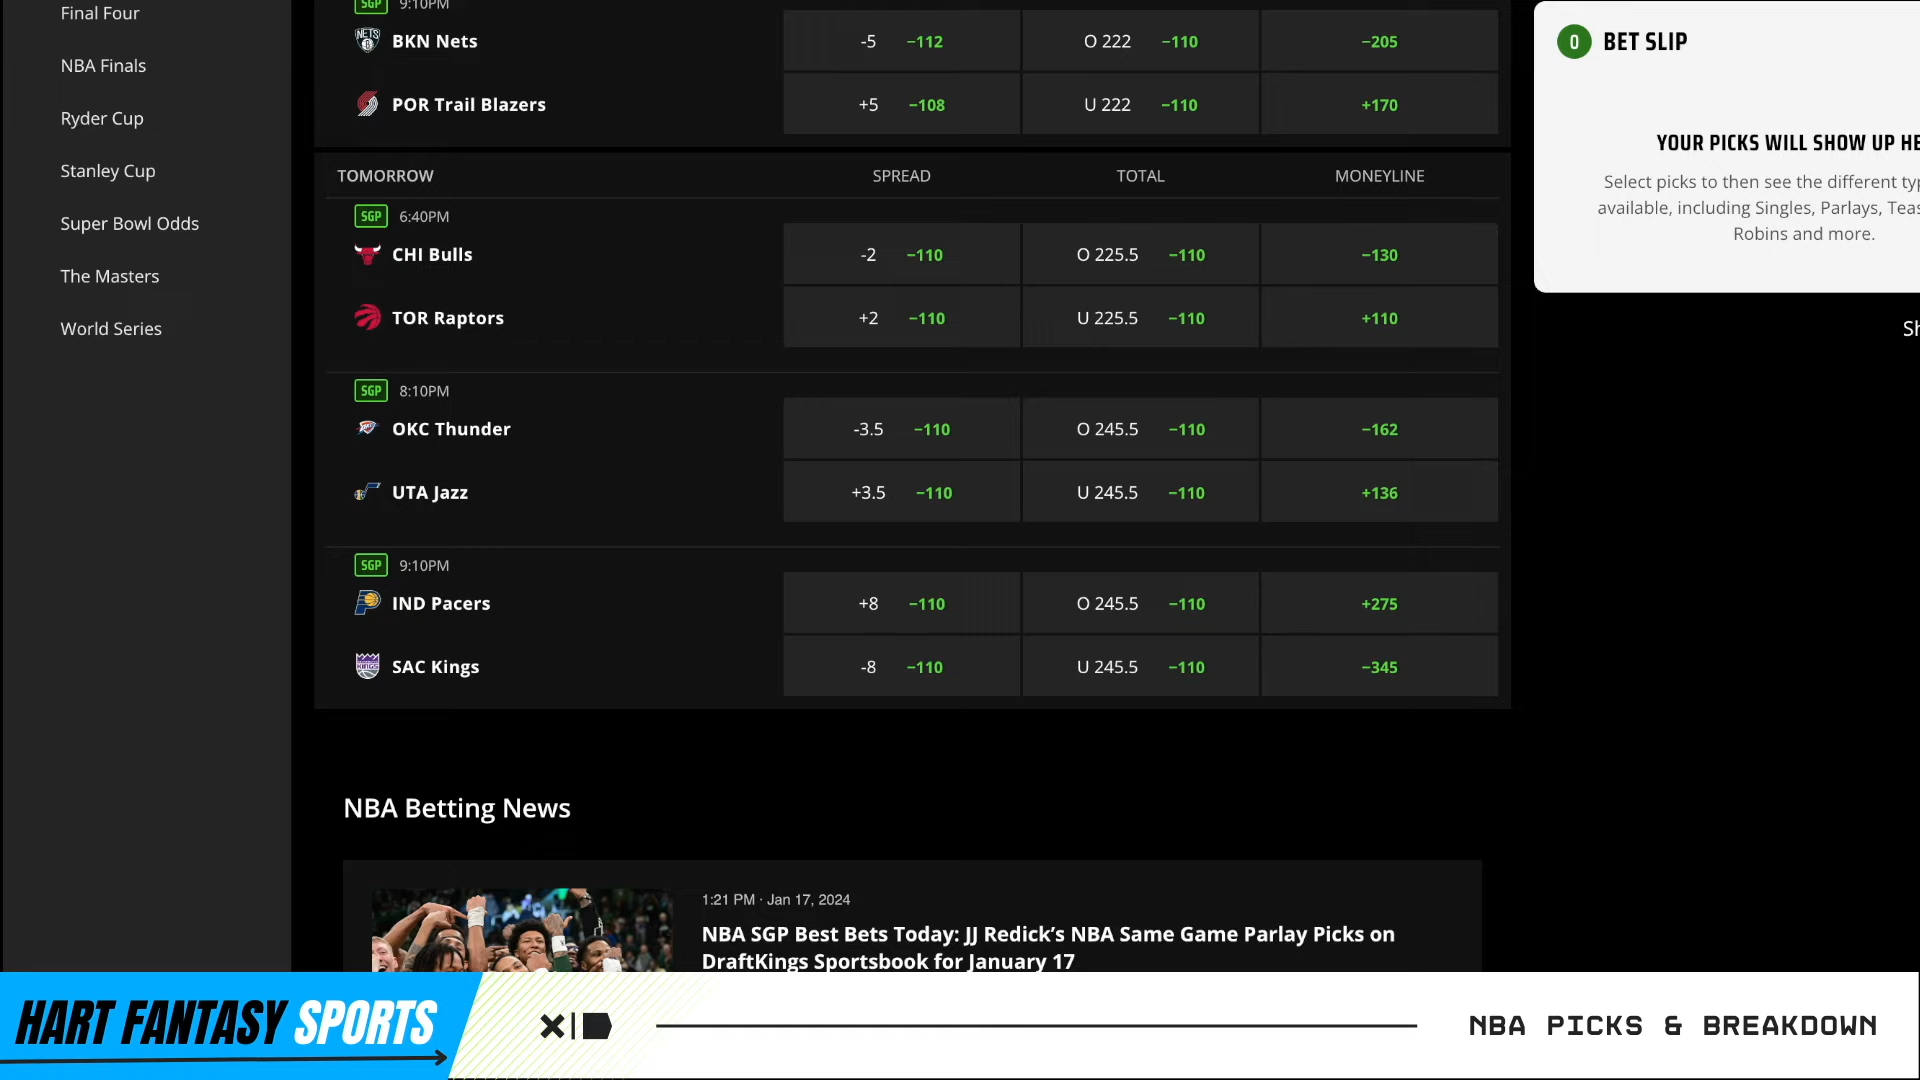 Final Four
NBA Finals
Ryder Cup
Stanley Cup
Super Bowl Odds
The Masters
World Series
SGP 9:10PM
BKN Nets -5 −112 O 222 −110 −205
POR Trail Blazers +5 −108 U 222 −110 +170
TOMORROW SPREAD TOTAL MONEYLINE
SGP 6:40PM
CHI Bulls -2 −110 O 225.5 −110 −130
TOR Raptors +2 −110 U 225.5 −110 +110
SGP 8:10PM
OKC Thunder -3.5 −110 O 245.5 −110 −162
UTA Jazz +3.5 −110 U 245.5 −110 +136
SGP 9:10PM
IND Pacers +8 −110 O 245.5 −110 +275
SAC Kings -8 −110 U 245.5 −110 −345
0 BET SLIP
YOUR PICKS WILL SHOW UP HE
Select picks to then see the different typ
available, including Singles, Parlays, Teas
Robins and more.
Sh
NBA Betting News
1:21 PM · Jan 17, 2024
NBA SGP Best Bets Today: JJ Redick’s NBA Same Game Parlay Picks on
DraftKings Sportsbook for January 17
HART FANTASY SPORTS
NBA PICKS & BREAKDOWN